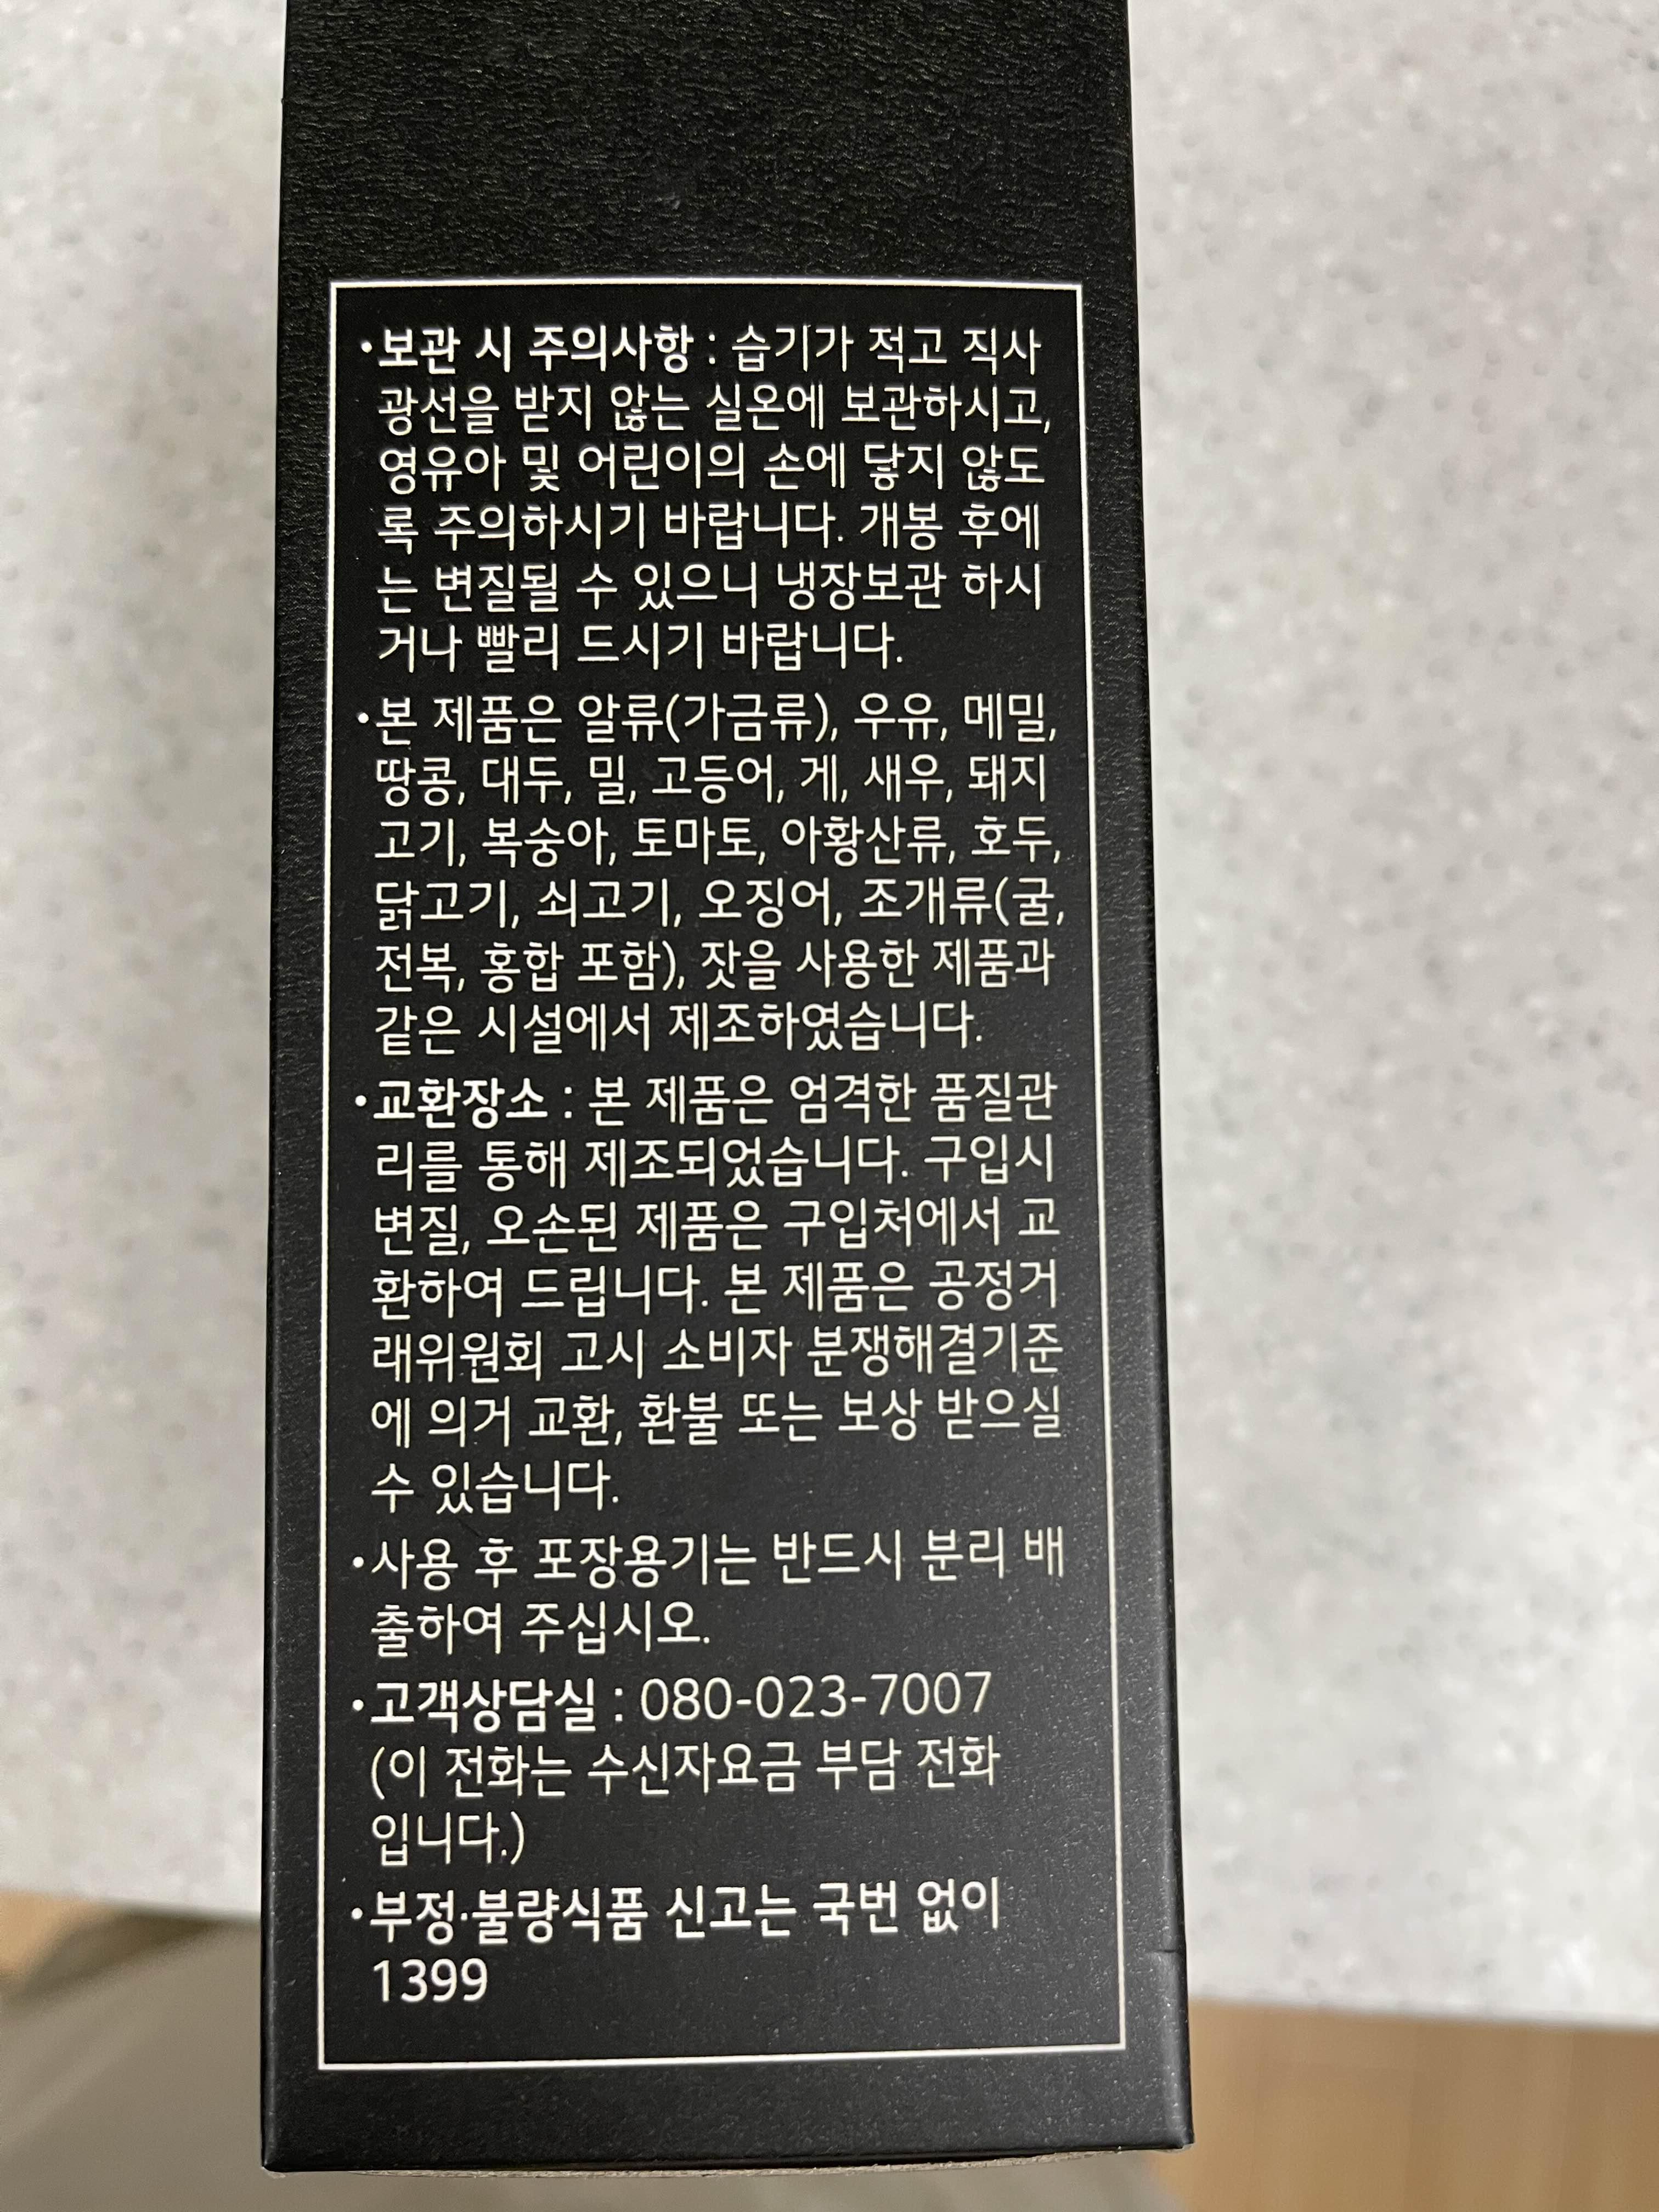 •보관 시 주의사항 : 습기가 적고 직사
광선을 받지 않는 실온에 보관하시고,
영유아 및 어린이의 손에 닿지 않도
록 주의하시기 바랍니다. 개봉 후에
는 변질될 수 있으니 냉장보관 하시
거나 빨리 드시기 바랍니다.
•본 제품은 알류(가금류), 우유, 메밀,
땅콩, 대두, 밀, 고등어, 게, 새우, 돼지
고기, 복숭아, 토마토, 아황산류, 호두,
닭고기, 쇠고기, 오징어, 조개류(굴,
전복, 홍합 포함), 잣을 사용한 제품과
같은 시설에서 제조하였습니다.
•교환장소 : 본 제품은 엄격한 품질관
리를 통해 제조되었습니다. 구입시
변질, 오손된 제품은 구입처에서 교
환하여 드립니다. 본 제품은 공정거
래위원회 고시 소비자 분쟁해결기준
에 의거 교환, 환불 또는 보상 받으실
수 있습니다.
•사용 후 포장용기는 반드시 분리 배
출하여 주십시오.
•고객상담실 : 080-023-7007
(이 전화는 수신자요금 부담 전화
입니다.)
•부정·불량식품 신고는 국번 없이
1399